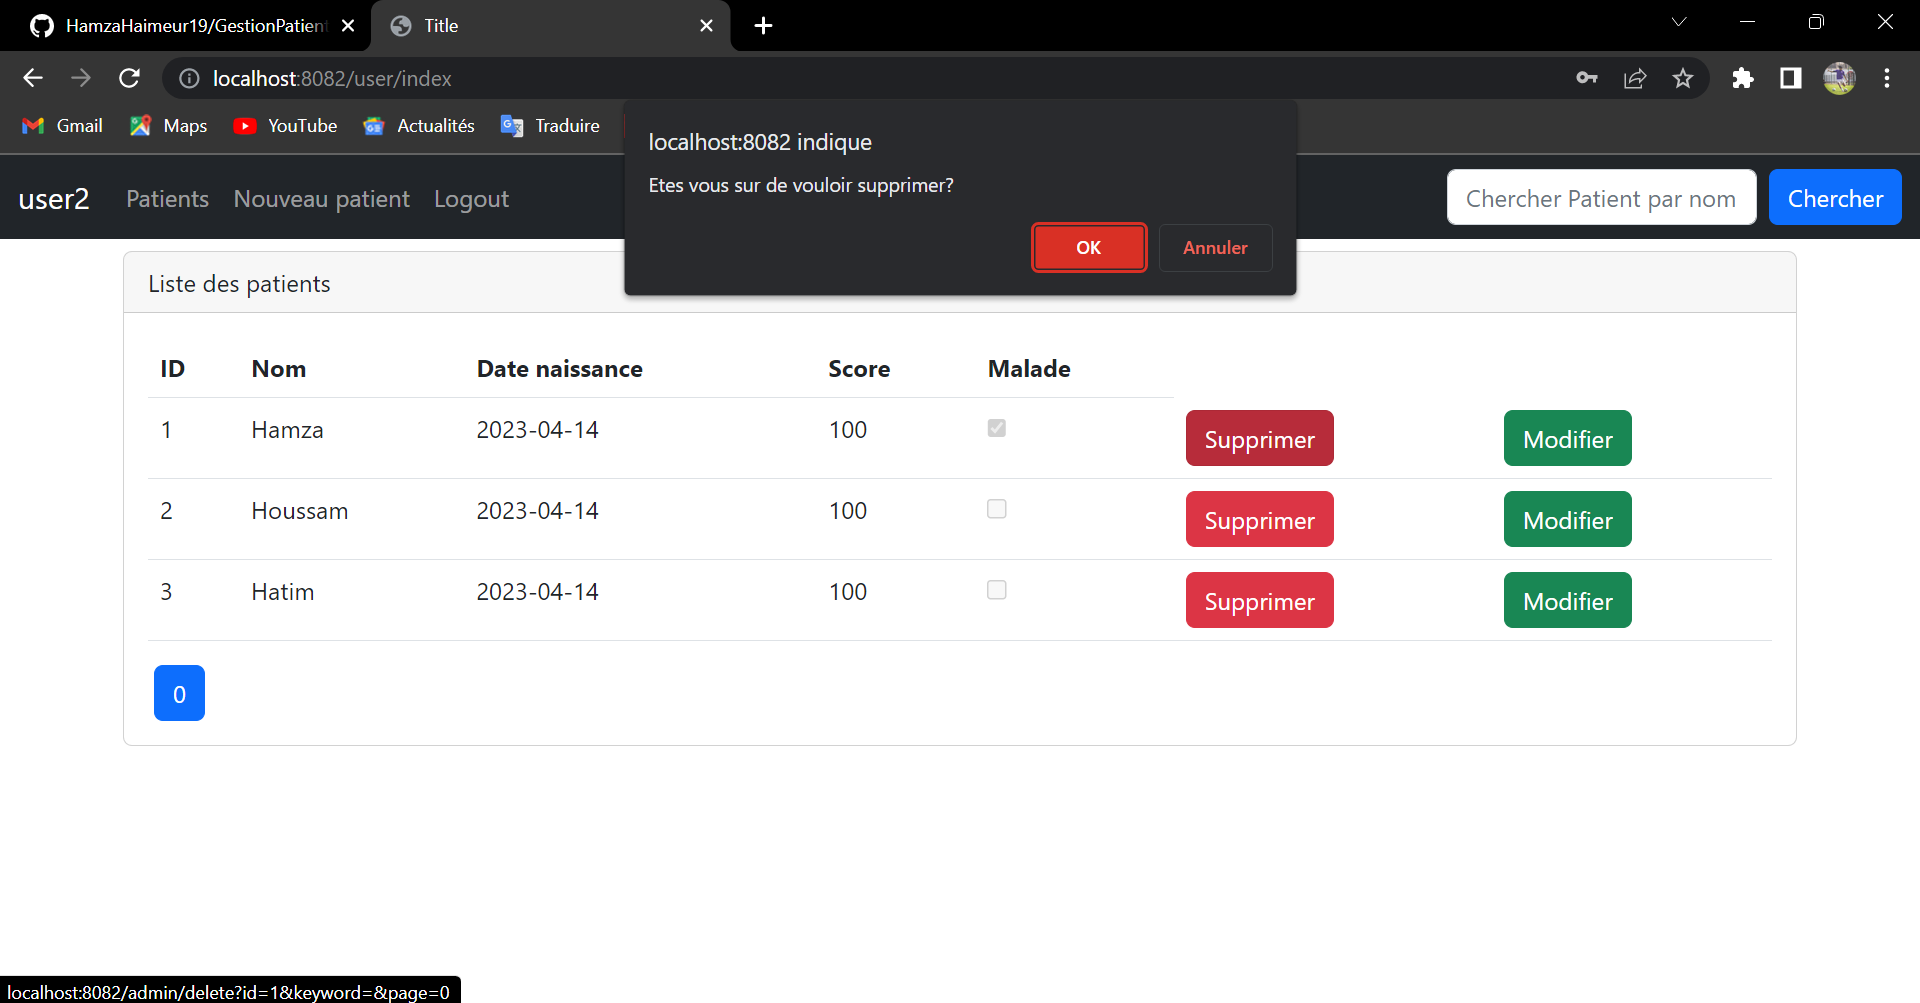 HamzaHaimeur19/GestionPatient
Title
localhost:8082/user/index
Gmail Maps YouTube Actualités Traduire
localhost:8082 indique
Etes vous sur de vouloir supprimer?
OK Annuler
user2 Patients Nouveau patient Logout Chercher Patient par nom Chercher
Liste des patients
ID Nom Date naissance Score Malade
1 Hamza 2023-04-14 100 Supprimer Modifier
2 Houssam 2023-04-14 100 Supprimer Modifier
3 Hatim 2023-04-14 100 Supprimer Modifier
0
localhost:8082/admin/delete?id=1&keyword=&page=0